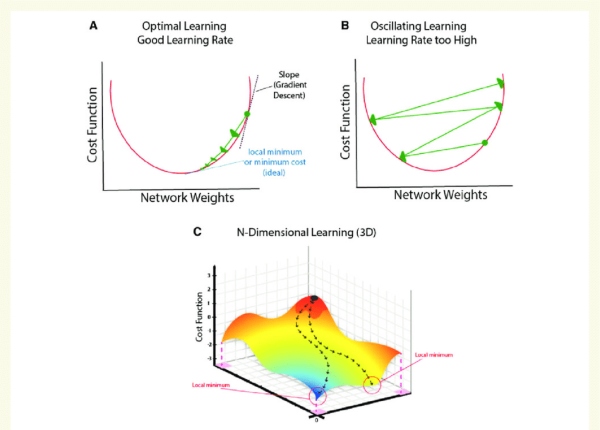 A
Optimal Learning
Good Learning Rate
Cost Function
Slope
(Gradient
Descent)
local minimum
or minimum cost
(ideal)
Network Weights
B
Oscillating Learning
Learning Rate too High
Cost Function
Network Weights
C
N-Dimensional Learning (3D)
Cost Function
3
2
1
0
-1
-2
Local minimum
Local minimum
0